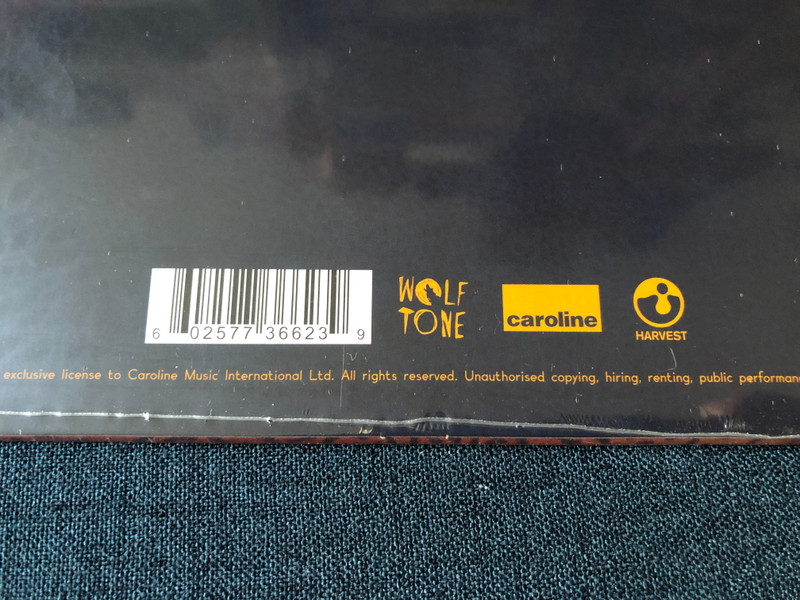 6 02577 36623 9
WOLF
TONE
caroline
HARVEST
exclusive license to Caroline Music International Ltd. All rights reserved. Unauthorised copying, hiring, renting, public performan